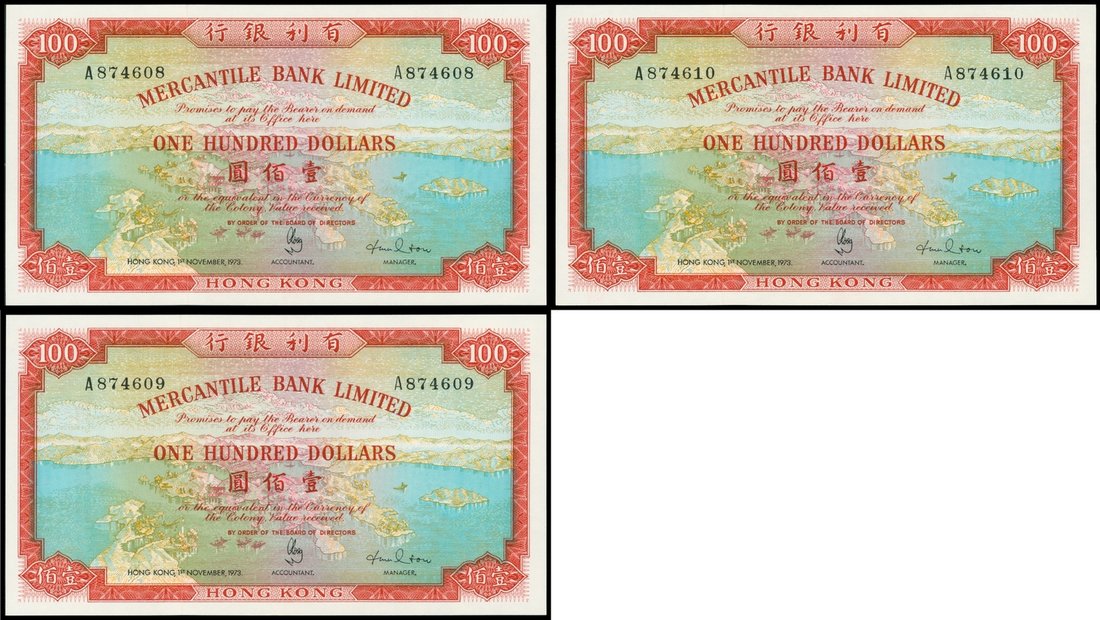 100 行銀利有 100
A874608 A874608
MERCANTILE BANK LIMITED
Promises to pay the Bearer on demand
at its Office here
ONE HUNDRED DOLLARS
圓佰壹
or the equivalent in the Currency of
the Colony, Value received
BY ORDER OF THE BOARD OF DIRECTORS
HONG KONG, 1ST NOVEMBER, 1973. ACCOUNTANT. MANAGER.
佰壹 HONG KONG 佰壹
100 行銀利有 100
A874610 A874610
MERCANTILE BANK LIMITED
Promises to pay the Bearer on demand
at its Office here
ONE HUNDRED DOLLARS
圓佰壹
or the equivalent in the Currency of
the Colony, Value received
BY ORDER OF THE BOARD OF DIRECTORS
HONG KONG, 1ST NOVEMBER, 1973. ACCOUNTANT. MANAGER.
佰壹 HONG KONG 佰壹
100 行銀利有 100
A874609 A874609
MERCANTILE BANK LIMITED
Promises to pay the Bearer on demand
at its Office here
ONE HUNDRED DOLLARS
圓佰壹
or the equivalent in the Currency of
the Colony, Value received
BY ORDER OF THE BOARD OF DIRECTORS
HONG KONG, 1ST NOVEMBER, 1973. ACCOUNTANT. MANAGER.
佰壹 HONG KONG 佰壹